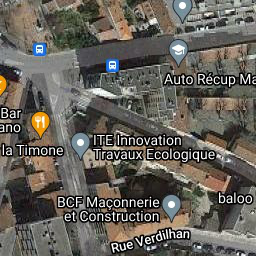 Auto Récup Ma
Bar
ano
la Timone
ITE Innovation
Travaux Ecologique
BCF Maçonnerie
et Construction
baloo
Rue Verdilhan